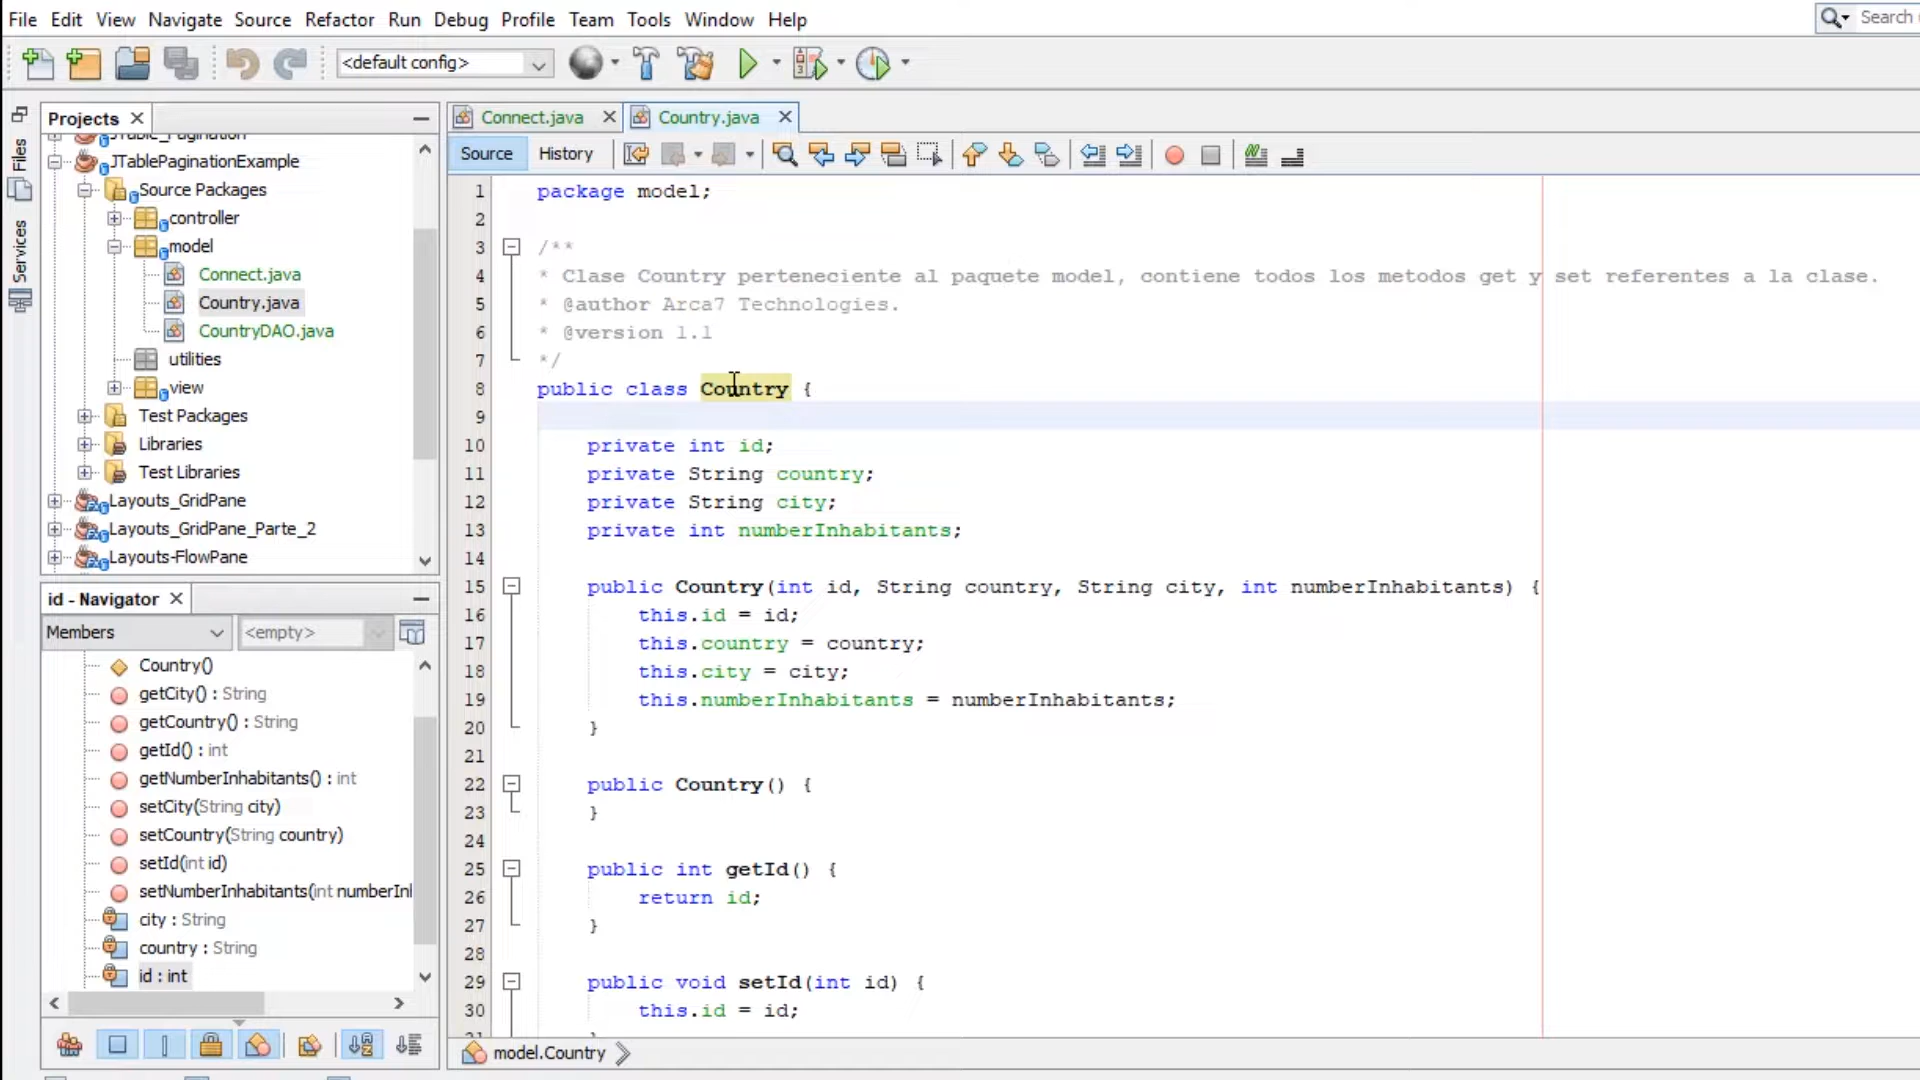 File Edit View Navigate Source Refactor Run Debug Profile Team Tools Window Help
Search
<default config>
Projects
Connect.java
Country.java
Source
History
Files
Services
JTable_Pagination
JTablePaginationExample
Source Packages
controller
model
Connect.java
Country.java
CountryDAO.java
utilities
view
Test Packages
Libraries
Test Libraries
Layouts_GridPane
Layouts_GridPane_Parte_2
Layouts-FlowPane
id - Navigator
Members
<empty>
Country()
getCity() : String
getCountry() : String
getId() : int
getNumberInhabitants() : int
setCity(String city)
setCountry(String country)
setId(int id)
setNumberInhabitants(int numberInl
city : String
country : String
id : int
1 package model;
2
3 /**
4 * Clase Country perteneciente al paquete model, contiene todos los metodos get y set referentes a la clase.
5 * @author Arca7 Technologies.
6 * @version 1.1
7 */
8 public class Country {
9
10 private int id;
11 private String country;
12 private String city;
13 private int numberInhabitants;
14
15 public Country(int id, String country, String city, int numberInhabitants) {
16 this.id = id;
17 this.country = country;
18 this.city = city;
19 this.numberInhabitants = numberInhabitants;
20 }
21
22 public Country() {
23 }
24
25 public int getId() {
26 return id;
27 }
28
29 public void setId(int id) {
30 this.id = id;
model.Country